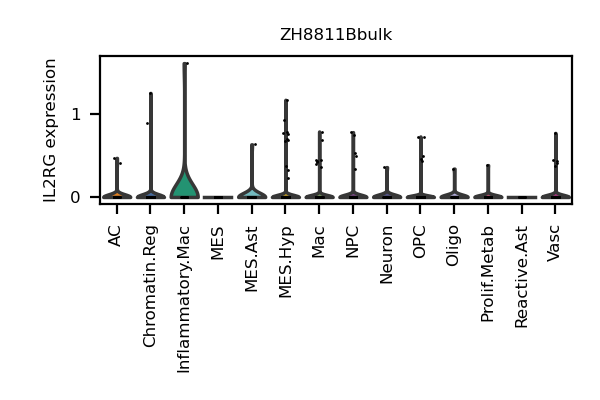 ZH8811Bbulk
IL2RG expression
1
0
AC
Chromatin.Reg
Inflammatory.Mac
MES
MES.Ast
MES.Hyp
Mac
NPC
Neuron
OPC
Oligo
Prolif.Metab
Reactive.Ast
Vasc